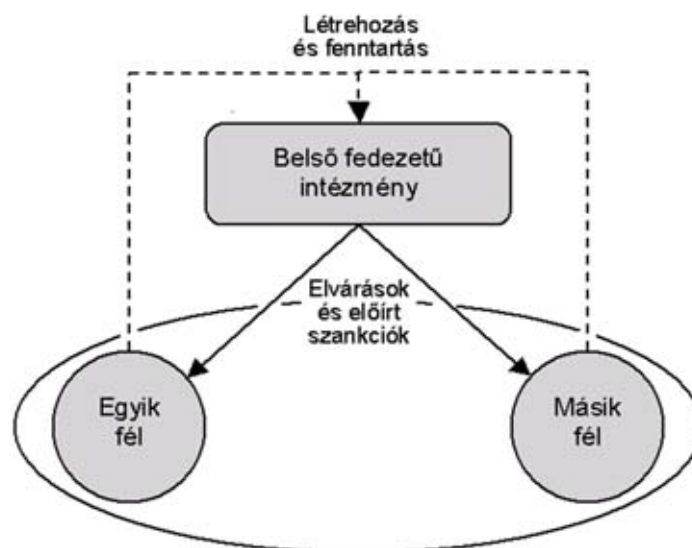 Létrehozás
és fenntartás
Belső fedezetű
intézmény
Elvárások
és előírt
szankciók
Egyik
fél
Másik
fél